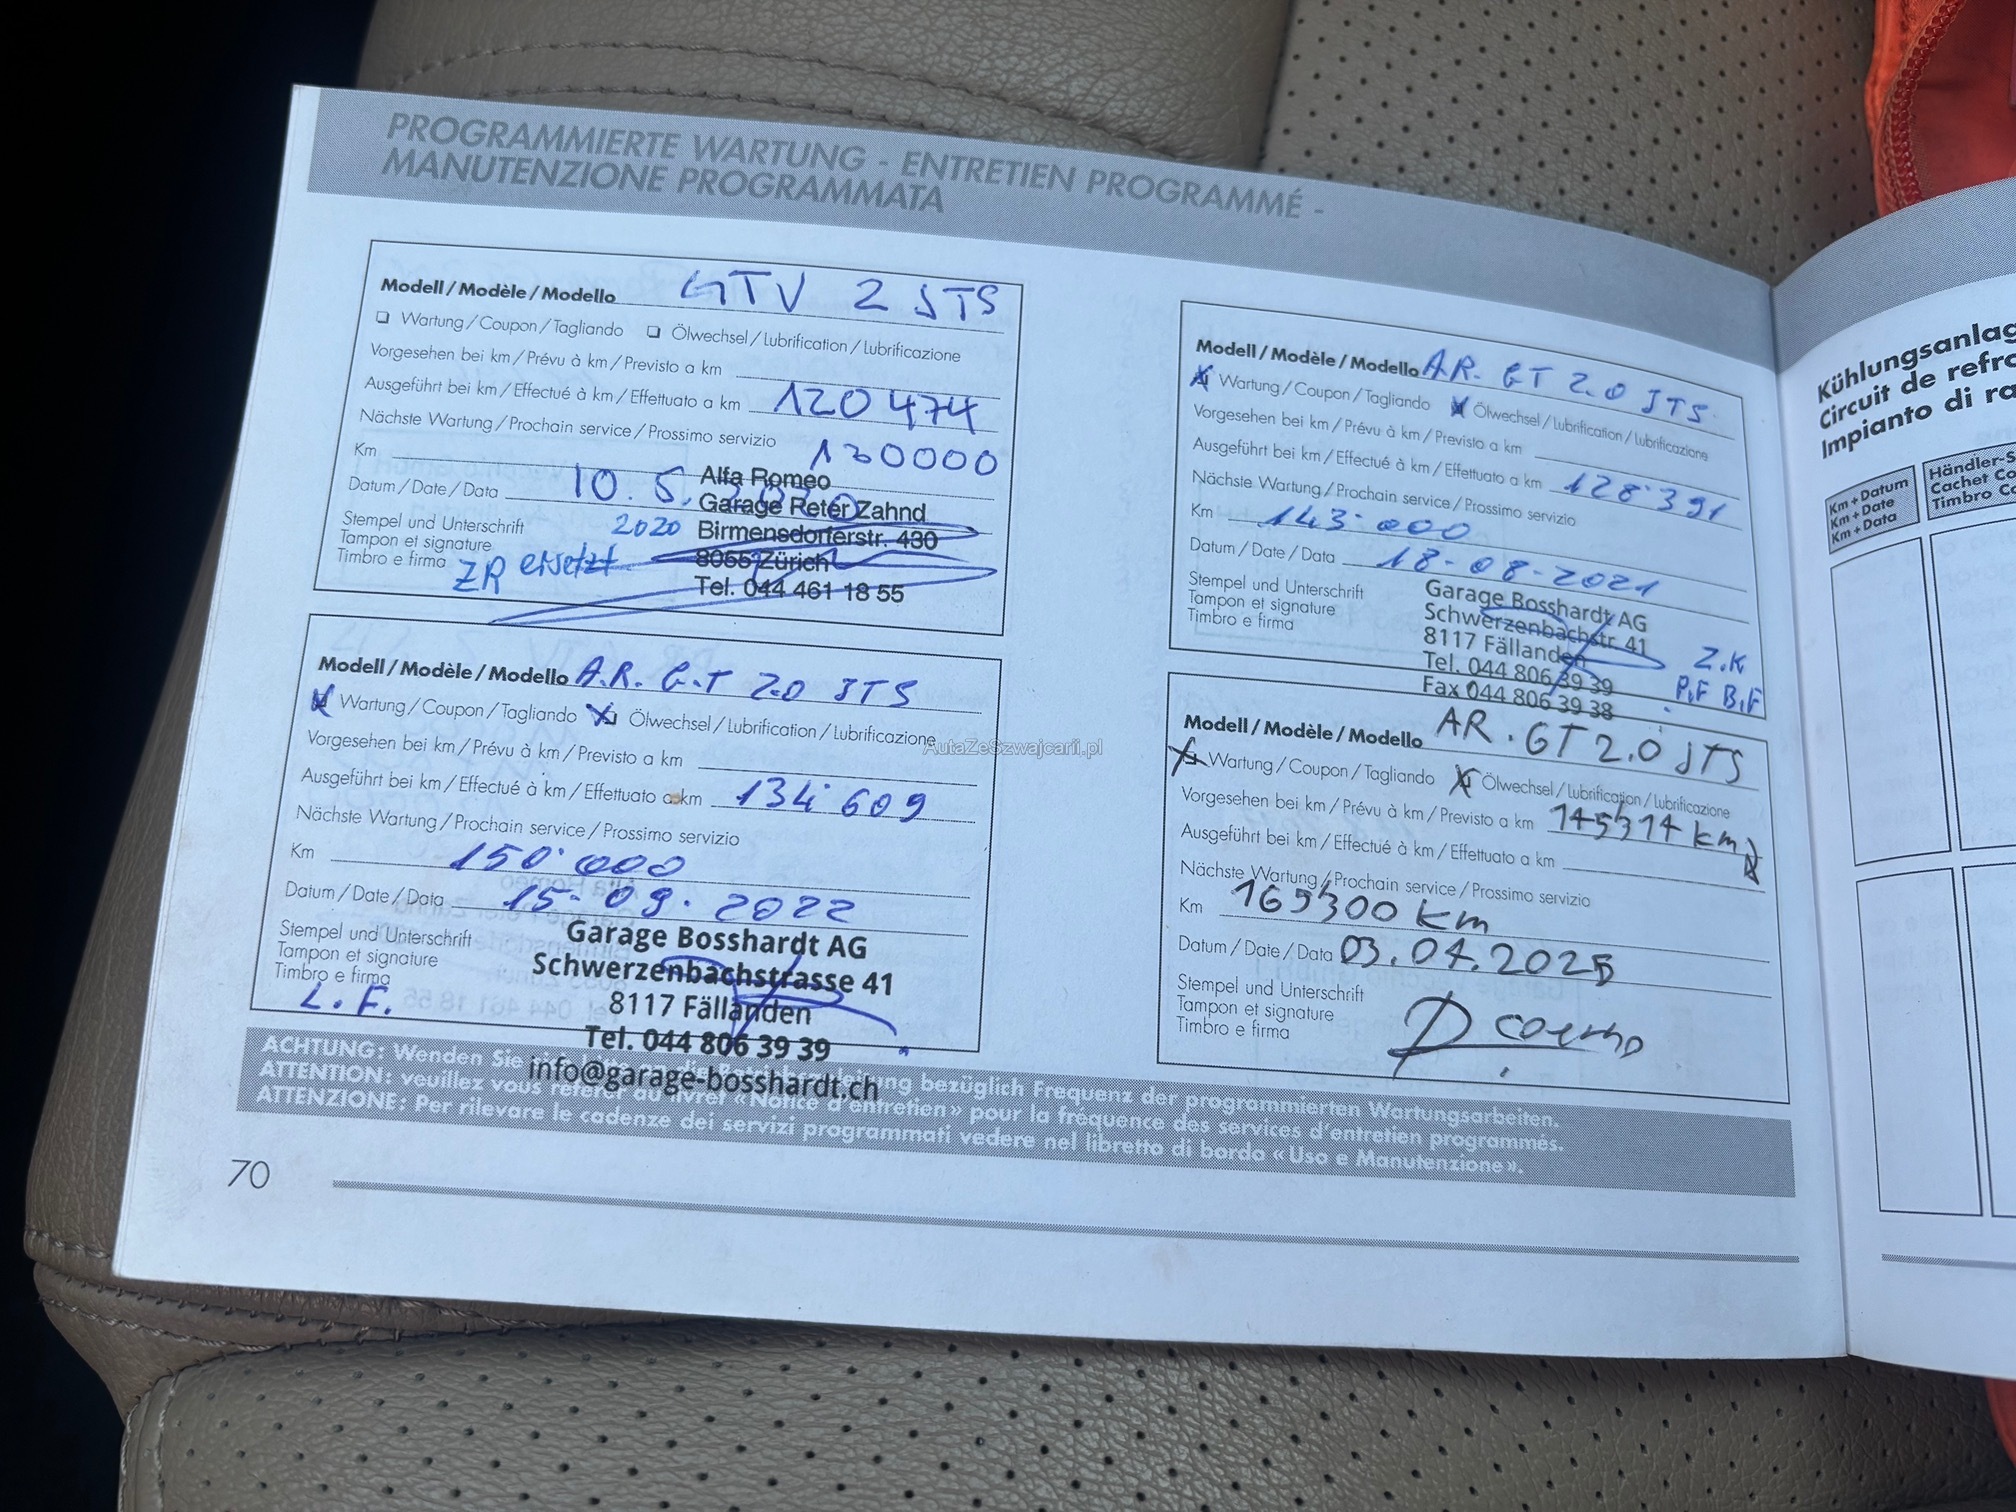 PROGRAMMIERTE WARTUNG - ENTRETIEN PROGRAMMÉ -
MANUTENZIONE PROGRAMMATA
Modell / Modèle / Modello GTV 2 JTS
Wartung / Coupon / Tagliando Ölwechsel / Lubrification / Lubrificazione
Vorgesehen bei km / Prévu à km / Previsto a km
Ausgeführt bei km / Effectué à km / Effettuato a km 120474
Nächste Wartung / Prochain service / Prossimo servizio
Km 130000
Datum / Date / Data 10. 5. 2020
Stempel und Unterschrift 2020
Tampon et signature
Timbro e firma ZR ersetzt
Alfa Romeo
Garage Peter Zahnd
Birmensdorferstr. 430
8055 Zürich
Tel. 044 461 18 55
Modell / Modèle / Modello A.R. G.T 2.0 JTS
Wartung / Coupon / Tagliando Ölwechsel / Lubrification / Lubrificazione
Vorgesehen bei km / Prévu à km / Previsto a km
Ausgeführt bei km / Effectué à km / Effettuato a km 134'609
Nächste Wartung / Prochain service / Prossimo servizio
Km 150'000
Datum / Date / Data 15-09-2022
Stempel und Unterschrift
Tampon et signature
Timbro e firma
L.F.
Garage Bosshardt AG
Schwerzenbachstrasse 41
8117 Fällanden
Tel. 044 806 39 39
info@garage-bosshardt.ch
Modell / Modèle / Modello A.R. GT 2.0 JTS
Wartung / Coupon / Tagliando Ölwechsel / Lubrification / Lubrificazione
Vorgesehen bei km / Prévu à km / Previsto a km
Ausgeführt bei km / Effectué à km / Effettuato a km 128'391
Nächste Wartung / Prochain service / Prossimo servizio
Km 143'000
Datum / Date / Data 18-08-2021
Stempel und Unterschrift
Tampon et signature
Timbro e firma
Garage Bosshardt AG
Schwerzenbachstr. 41
8117 Fällanden
Tel. 044 806 39 39
Fax 044 806 39 38
Z.K
P.F B.F
Modell / Modèle / Modello AR. GT 2.0 JTS
Wartung / Coupon / Tagliando Ölwechsel / Lubrification / Lubrificazione
Vorgesehen bei km / Prévu à km / Previsto a km 145'314 km
Ausgeführt bei km / Effectué à km / Effettuato a km
Nächste Wartung / Prochain service / Prossimo servizio
Km 165'300 km
Datum / Date / Data 03.04.2025
Stempel und Unterschrift
Tampon et signature
Timbro e firma
AutaZeSzwajcarii.pl
ACHTUNG: Wenden Sie bezüglich Frequenz der programmierten Wartungsarbeiten.
ATTENTION: veuillez vous référer au livret «Notice d'entretien» pour la fréquence des services d'entretien programmés.
ATTENZIONE: Per rilevare le cadenze dei servizi programmati vedere nel libretto di bordo «Uso e Manutenzione».
70
Kühlungsanlag
Circuit de refro
Impianto di ra
Km + Datum
Km + Date
Km + Data
Händler-S
Cachet Co
Timbro Co